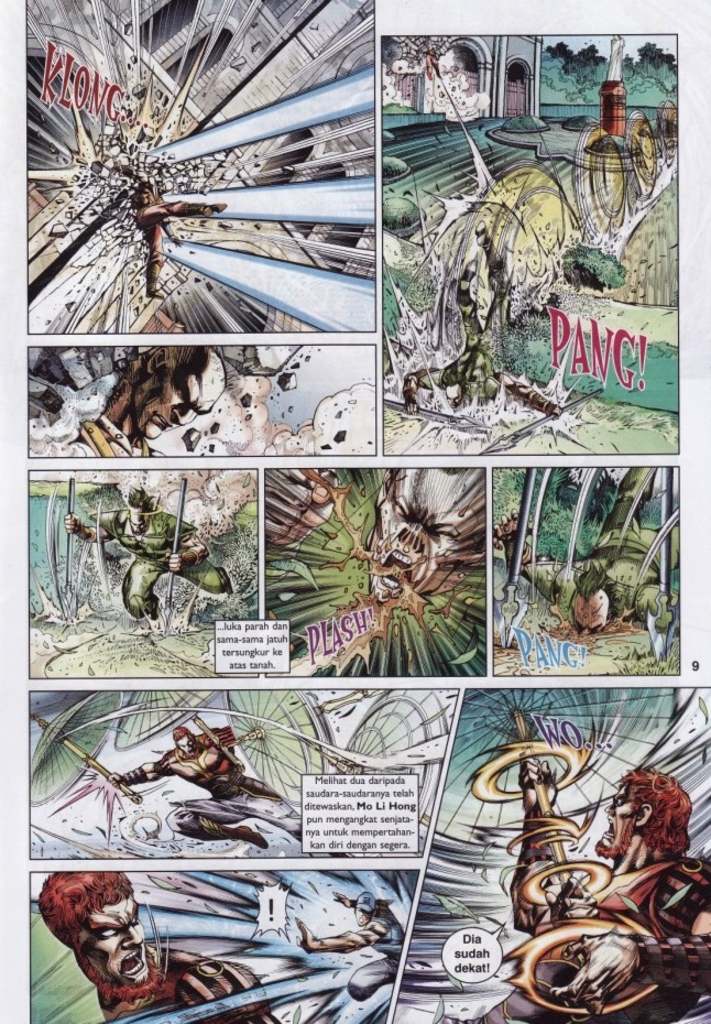 KLONG...
PANG!
...luka parah dan
sama-sama jatuh
tersungkur ke
atas tanah.
PLASH!
PANG!
9
Melihat dua daripada
saudara-saudaranya telah
ditewaskan, Mo Li Hong
pun mengangkat senjata-
nya untuk mempertahan-
kan diri dengan segera.
WO...
!
Dia
sudah
dekat!